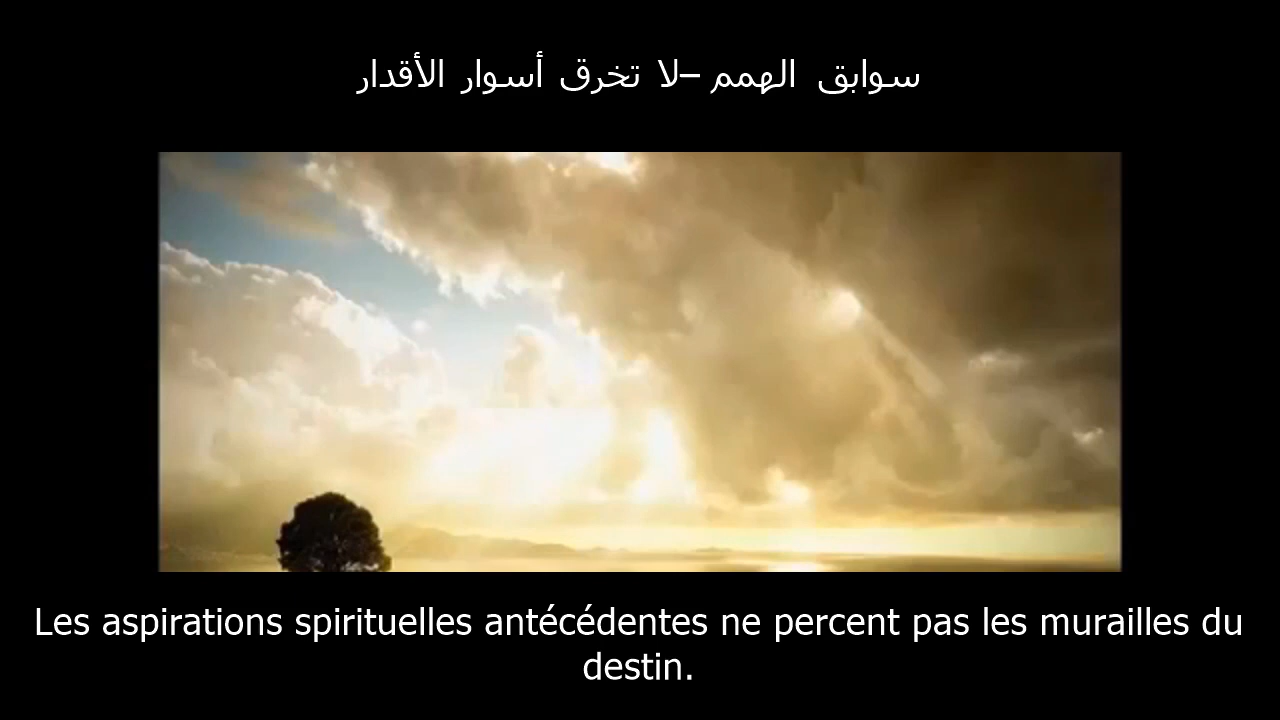 سوابق الهمم –لا تخرق أسوار الأقدار
Les aspirations spirituelles antécédentes ne percent pas les murailles du
destin.